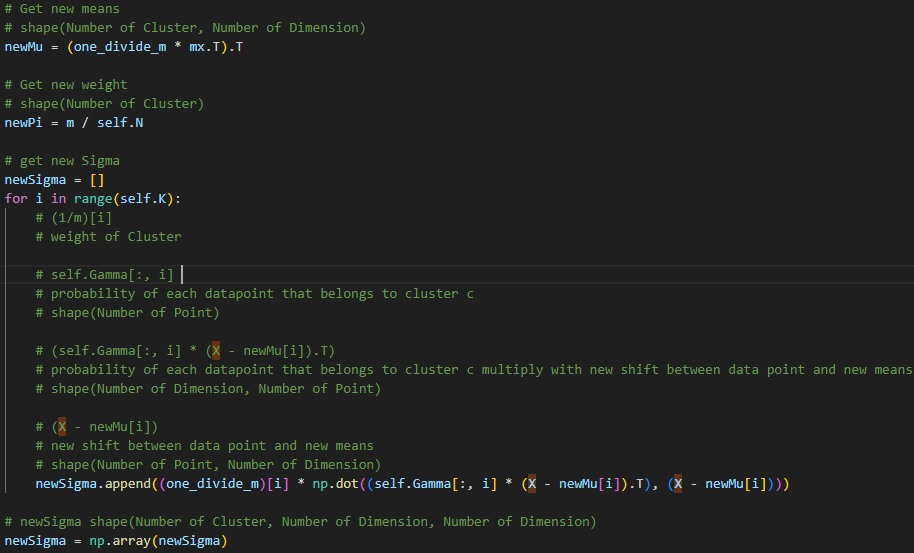 # Get new means
# shape(Number of Cluster, Number of Dimension)
newMu = (one_divide_m * mx.T).T
# Get new weight
# shape(Number of Cluster)
newPi = m / self.N
# get new Sigma
newSigma = []
for i in range(self.K):
# (1/m)[i]
# weight of Cluster
# self.Gamma[:, i]
# probability of each datapoint that belongs to cluster c
# shape(Number of Point)
# (self.Gamma[:, i] * (X - newMu[i]).T)
# probability of each datapoint that belongs to cluster c multiply with new shift between data point and new means
# shape(Number of Dimension, Number of Point)
# (X - newMu[i])
# new shift between data point and new means
# shape(Number of Point, Number of Dimension)
newSigma.append((one_divide_m)[i] * np.dot((self.Gamma[:, i] * (X - newMu[i]).T), (X - newMu[i])))
# newSigma shape(Number of Cluster, Number of Dimension, Number of Dimension)
newSigma = np.array(newSigma)